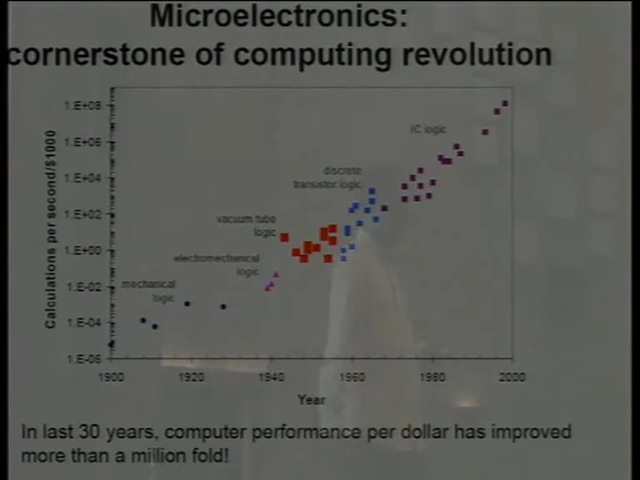 Microelectronics:
cornerstone of computing revolution
Calculations per second/$1000
1.E+08
1.E+06
1.E+04
1.E+02
1.E+00
1.E-02
1.E-04
1.E-06
IC logic
discrete
transistor logic
vacuum tube
logic
electromechanical
logic
mechanical
logic
1900 1920 1940 1960 1980 2000
Year
In last 30 years, computer performance per dollar has improved
more than a million fold!